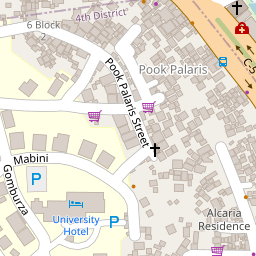 6 Block
2
4th District
Pook Palaris
Pook Palaris Street
C-5
Mabini
Gomburza
P
P
University
Hotel
Alcaria
Residence